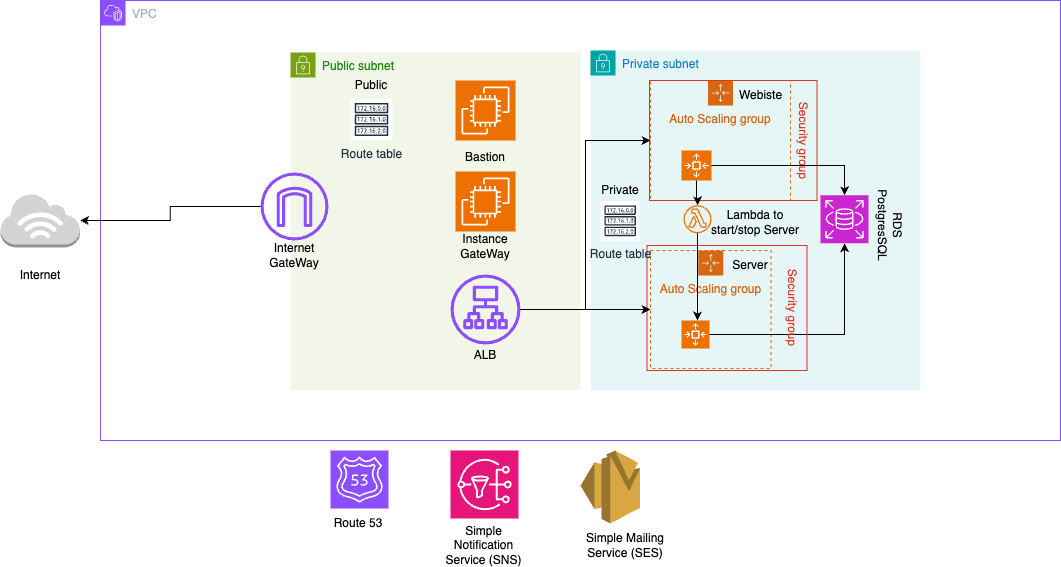 VPC
Public subnet
Public
172.16.0.0
172.16.1.0
172.16.2.0
Route table
Bastion
Instance
GateWay
ALB
Internet
GateWay
Internet
Private subnet
Webiste
Auto Scaling group
Security group
Private
172.16.0.0
172.16.1.0
172.16.2.0
Route table
Lambda to
start/stop Server
Server
Auto Scaling group
Security group
RDS
PostgresSQL
53
Route 53
Simple
Notification
Service (SNS)
Simple Mailing
Service (SES)